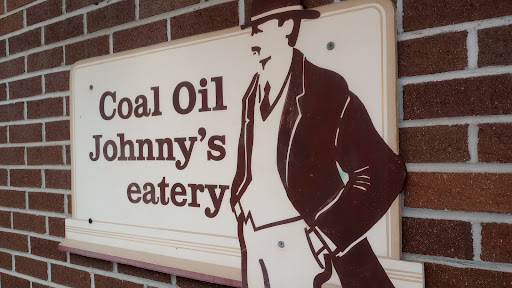 Coal Oil
Johnny's
eatery